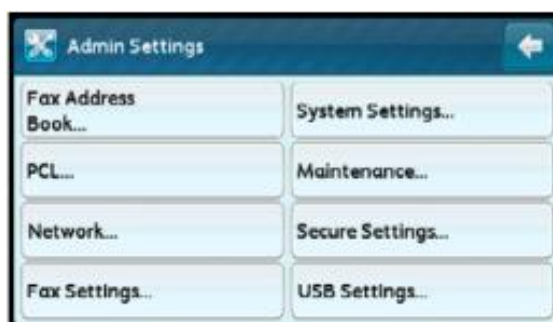 Admin Settings
Fax Address
Book...
System Settings...
PCL...
Maintenance...
Network...
Secure Settings...
Fax Settings...
USB Settings...